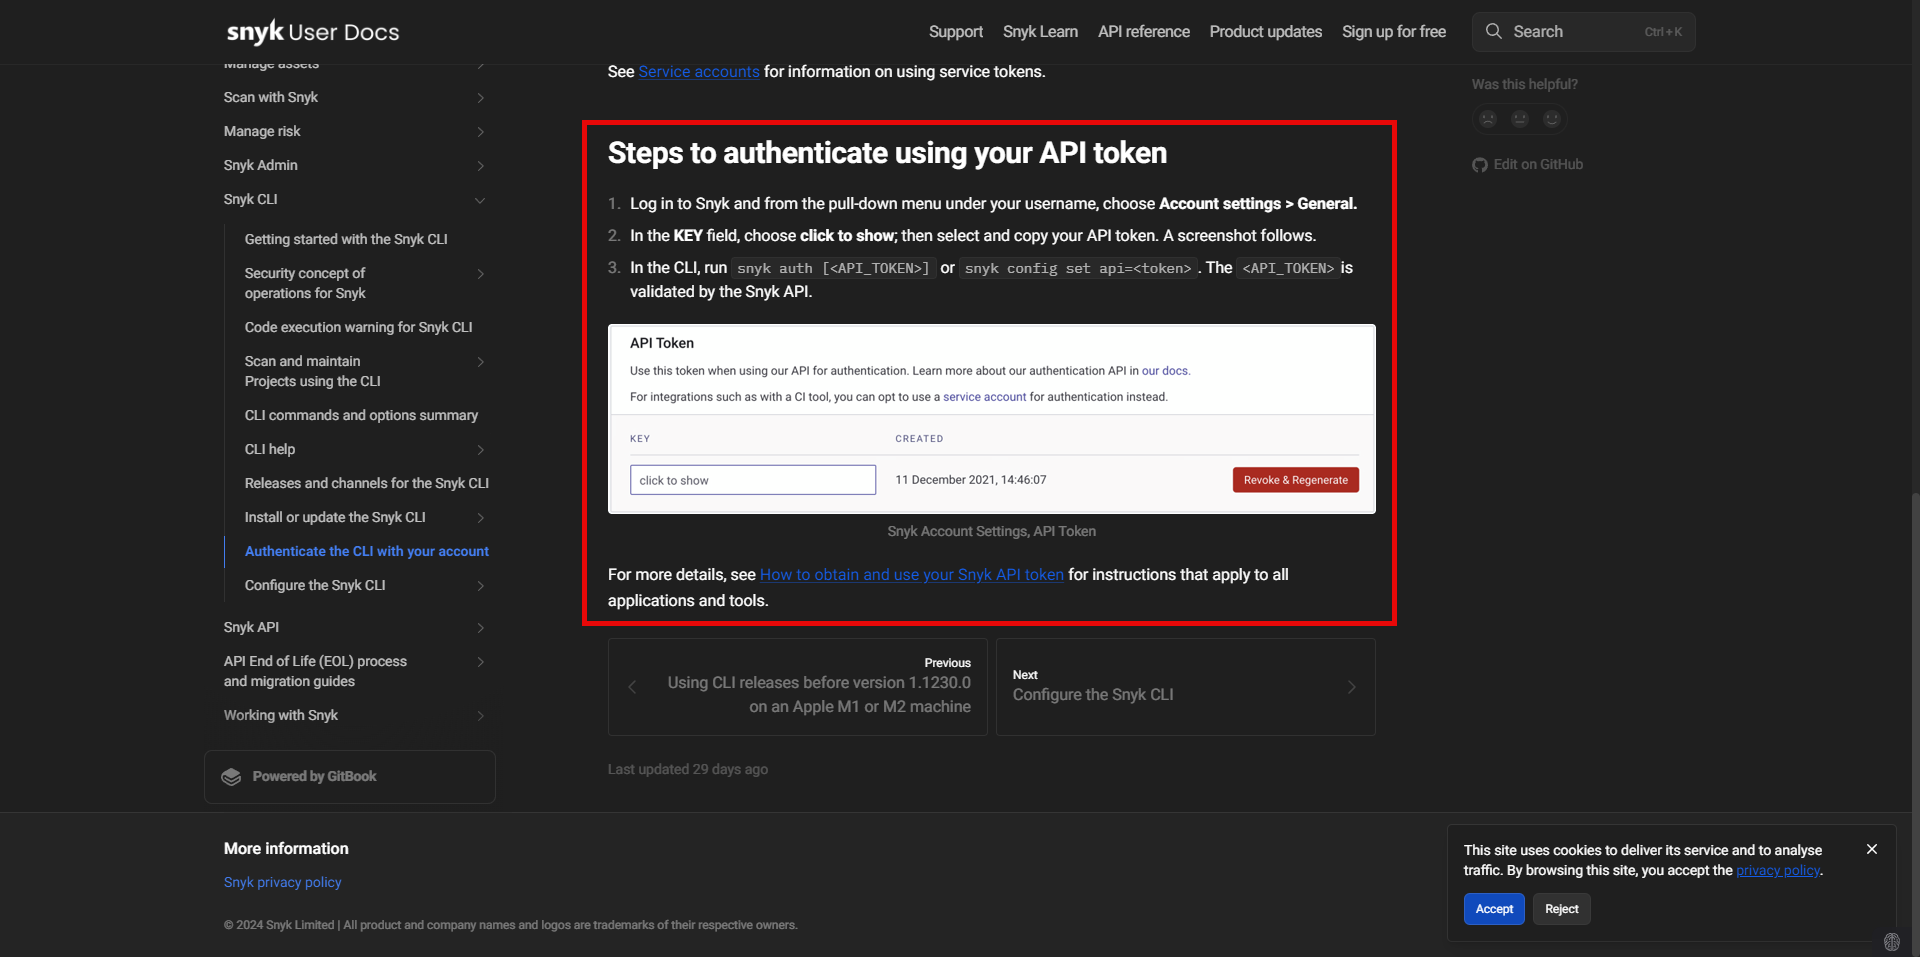 snyk User Docs
Support
Snyk Learn
API reference
Product updates
Sign up for free
Search
Ctrl + K
Manage assets
Scan with Snyk
Manage risk
Snyk Admin
Snyk CLI
Getting started with the Snyk CLI
Security concept of
operations for Snyk
Code execution warning for Snyk CLI
Scan and maintain
Projects using the CLI
CLI commands and options summary
CLI help
Releases and channels for the Snyk CLI
Install or update the Snyk CLI
Authenticate the CLI with your account
Configure the Snyk CLI
Snyk API
API End of Life (EOL) process
and migration guides
Working with Snyk
Powered by GitBook
See Service accounts for information on using service tokens.
Steps to authenticate using your API token
1. Log in to Snyk and from the pull-down menu under your username, choose Account settings > General.
2. In the KEY field, choose click to show; then select and copy your API token. A screenshot follows.
3. In the CLI, run snyk auth [<API_TOKEN>] or snyk config set api=<token>. The <API_TOKEN> is
validated by the Snyk API.
API Token
Use this token when using our API for authentication. Learn more about our authentication API in our docs.
For integrations such as with a CI tool, you can opt to use a service account for authentication instead.
KEY
CREATED
click to show
11 December 2021, 14:46:07
Revoke & Regenerate
Snyk Account Settings, API Token
For more details, see How to obtain and use your Snyk API token for instructions that apply to all
applications and tools.
Previous
Using CLI releases before version 1.1230.0
on an Apple M1 or M2 machine
Next
Configure the Snyk CLI
Last updated 29 days ago
Was this helpful?
Edit on GitHub
More information
Snyk privacy policy
© 2024 Snyk Limited | All product and company names and logos are trademarks of their respective owners.
This site uses cookies to deliver its service and to analyse
traffic. By browsing this site, you accept the privacy policy.
Accept
Reject